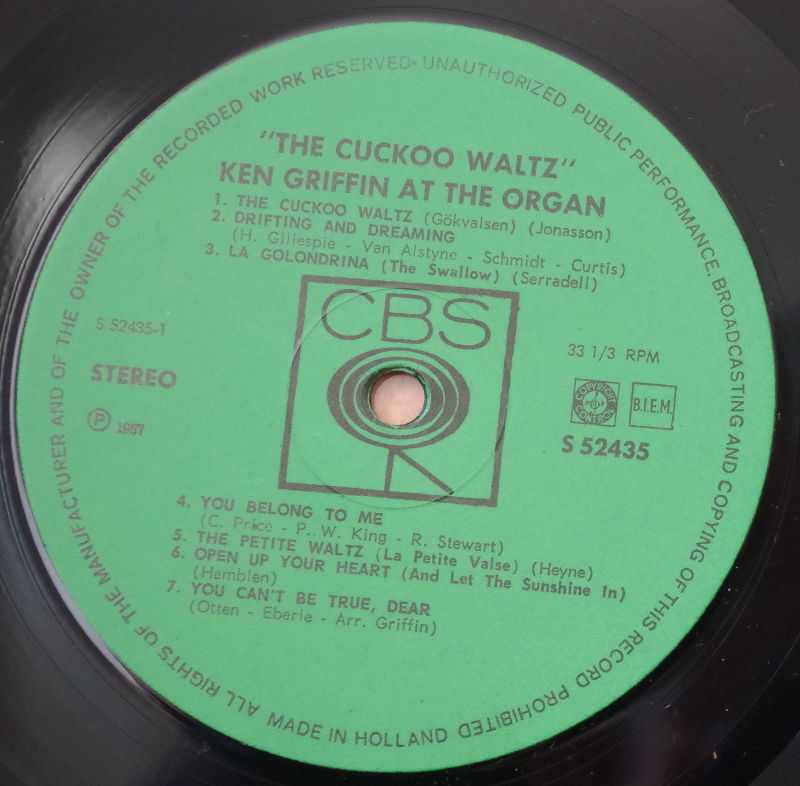 ALL RIGHTS OF THE MANUFACTURER AND OF THE OWNER OF THE RECORDED WORK RESERVED • UNAUTHORIZED PUBLIC PERFORMANCE, BROADCASTING AND COPYING OF THIS RECORD PROHIBITED
"THE CUCKOO WALTZ"
KEN GRIFFIN AT THE ORGAN
1. THE CUCKOO WALTZ (Gökvalsen) (Jonasson)
2. DRIFTING AND DREAMING
(H. Gillespie - Van Alstyne - Schmidt - Curtis)
3. LA GOLONDRINA (The Swallow) (Serradell)
CBS
S 52435-1
33 1/3 RPM
STEREO
COPYRIGHT CONTROL
B.I.E.M.
Ⓟ 1967
S 52435
4. YOU BELONG TO ME
(C. Price - P. W. King - R. Stewart)
5. THE PETITE WALTZ (La Petite Valse) (Heyne)
6. OPEN UP YOUR HEART (And Let The Sunshine In)
(Hamblen)
7. YOU CAN'T BE TRUE, DEAR
(Otten - Eberle - Arr. Griffin)
MADE IN HOLLAND